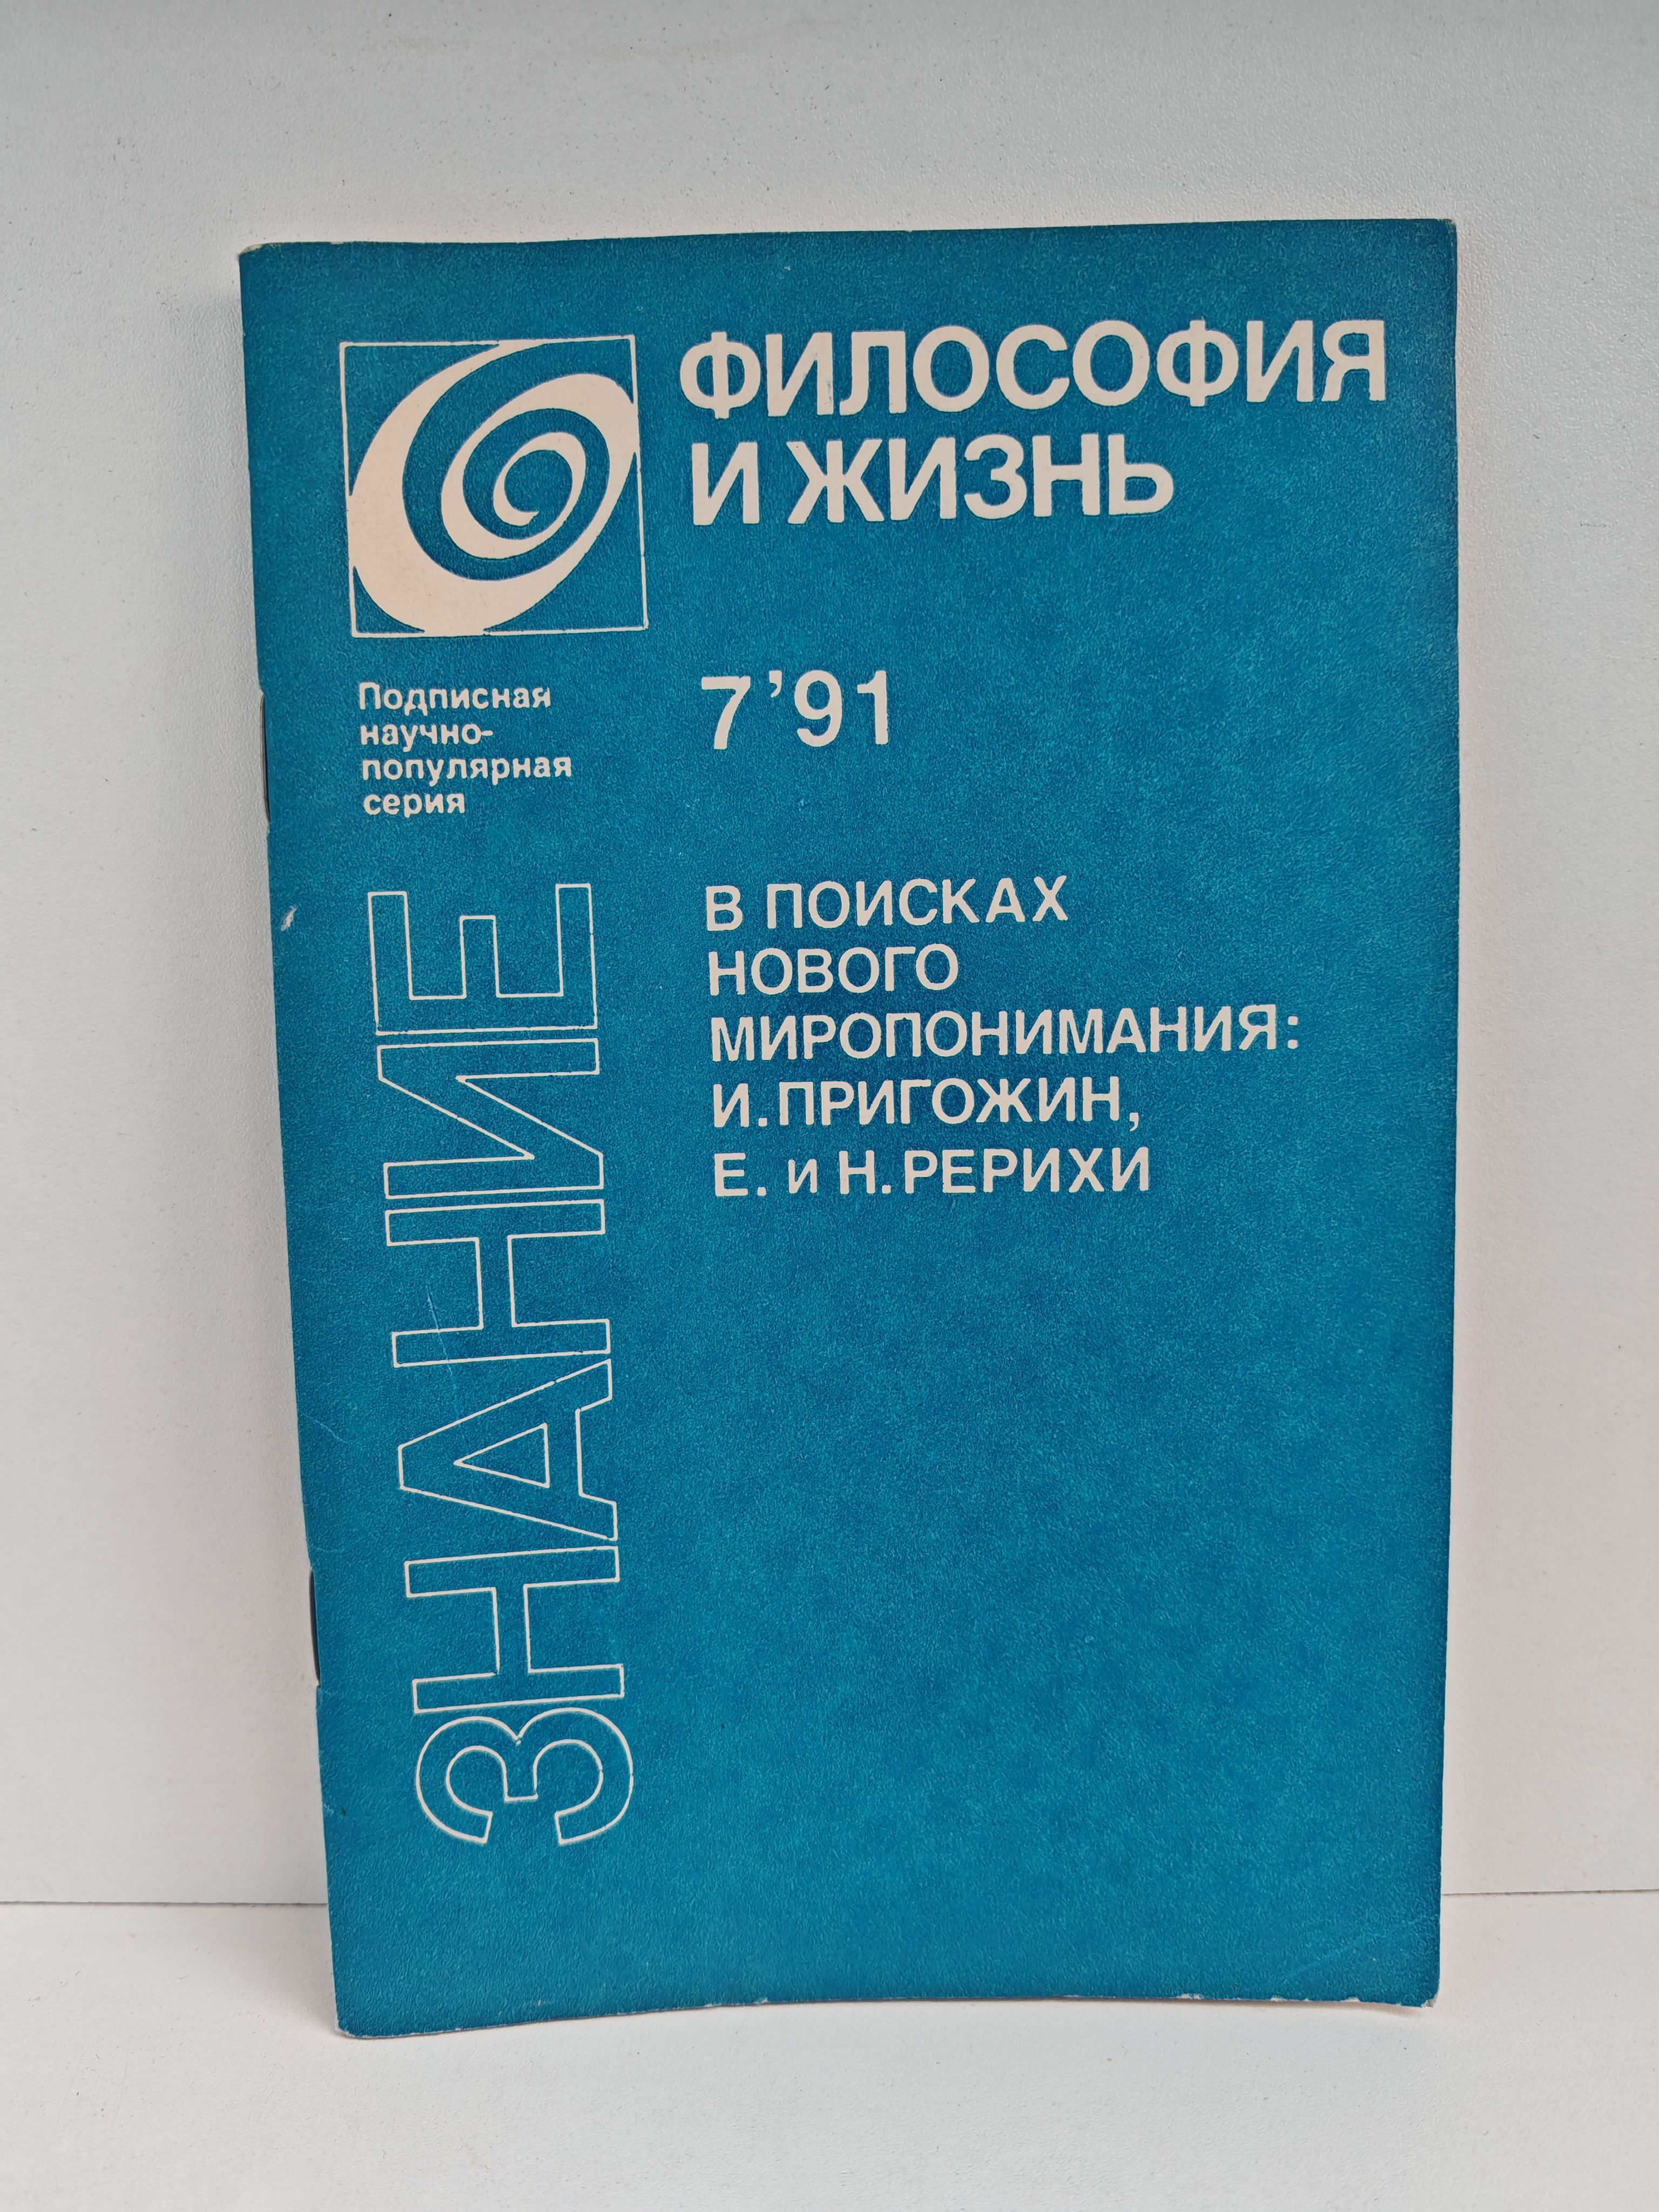 ФИЛОСОФИЯ
И ЖИЗНЬ
Подписная
научно-
популярная
серия
7'91
ЗНАНИЕ
В ПОИСКАХ
НОВОГО
МИРОПОНИМАНИЯ:
И. ПРИГОЖИН,
Е. и Н. РЕРИХИ